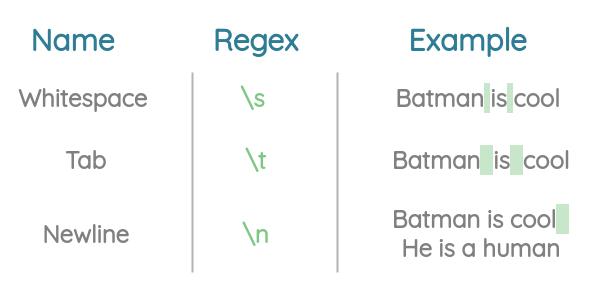 Name Regex Example
Whitespace \s Batman is cool
Tab \t Batman is cool
Newline \n Batman is cool
He is a human